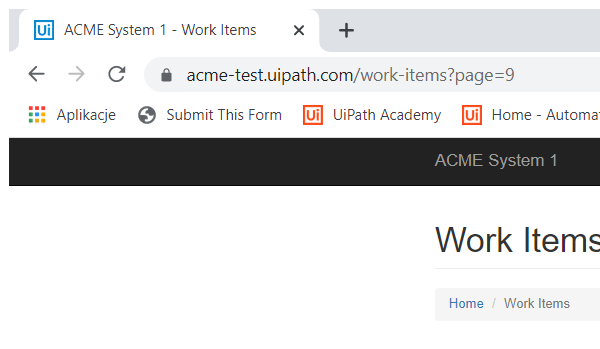 Ui ACME System 1 - Work Items
acme-test.uipath.com/work-items?page=9
Aplikacje Submit This Form Ui UiPath Academy Ui Home - Automa
ACME System 1
Work Items
Home / Work Items